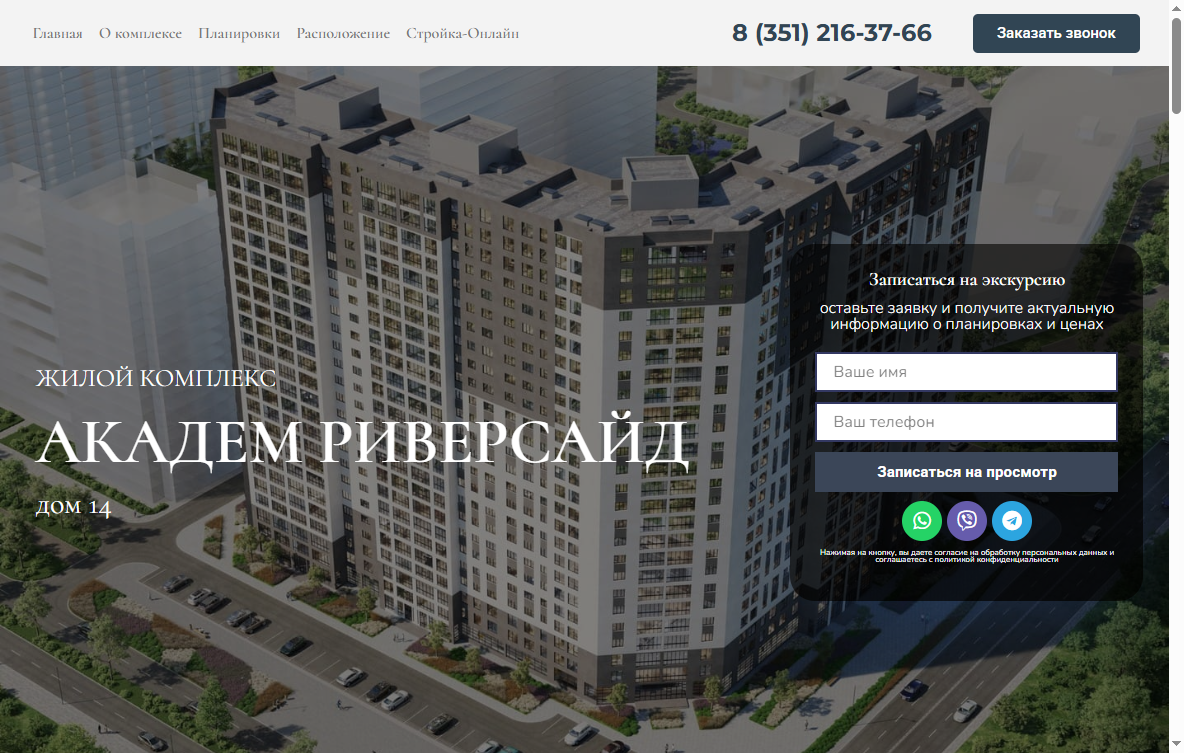 Главная О комплексе Планировки Расположение Стройка-Онлайн 8 (351) 216-37-66 Заказать звонок
ЖИЛОЙ КОМПЛЕКС
АКАДЕМ РИВЕРСАЙД
дом 14
Записаться на экскурсию
оставьте заявку и получите актуальную
информацию о планировках и ценах
Ваше имя
Ваш телефон
Записаться на просмотр
Нажимая на кнопку, вы даете согласие на обработку персональных данных и
соглашаетесь с политикой конфиденциальности